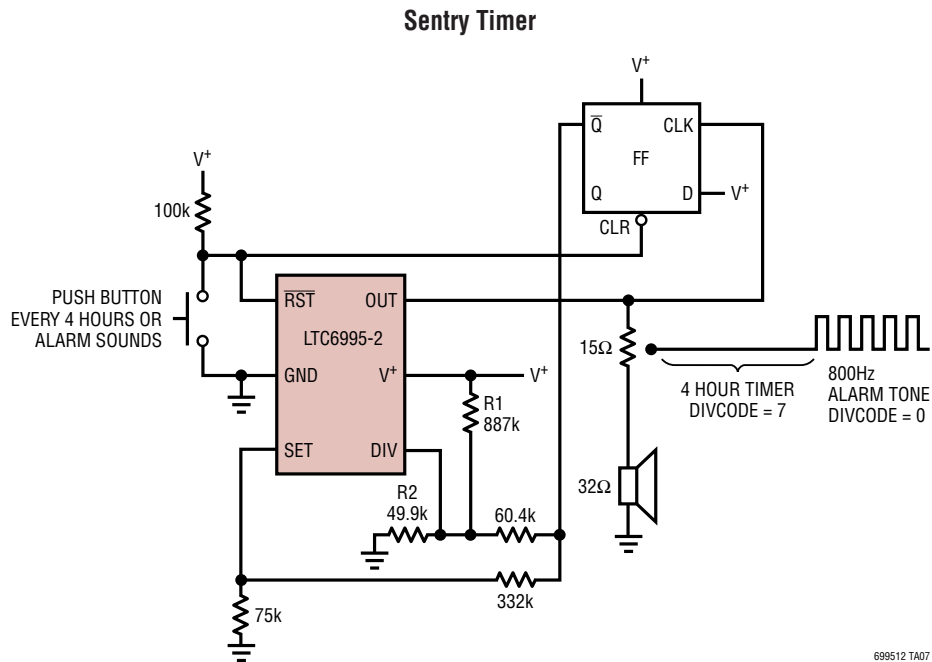 Sentry Timer
V+
Q̅
CLK
FF
Q
D
V+
CLR
V+
100k
PUSH BUTTON
EVERY 4 HOURS OR
ALARM SOUNDS
R̅S̅T̅
OUT
LTC6995-2
GND
V+
V+
SET
DIV
R1
887k
R2
49.9k
60.4k
332k
75k
15Ω
32Ω
4 HOUR TIMER
DIVCODE = 7
800Hz
ALARM TONE
DIVCODE = 0
699512 TA07